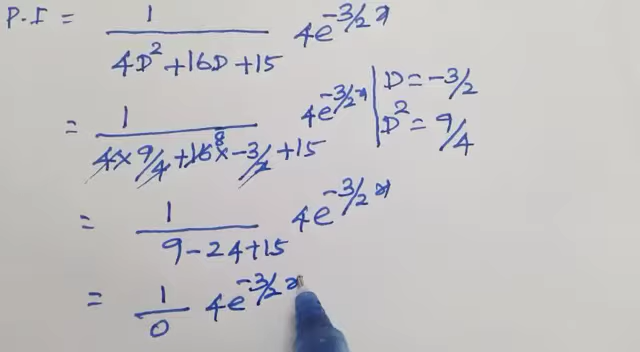 P.I = 1/(4D²+16D+15) 4e^(-3/2 x)
= 1/(4×9/4+16×8-3/2+15) 4e^(-3/2 x) | D=-3/2
D²=9/4
= 1/(9-24+15) 4e^(-3/2 x)
= 1/0 4e^(-3/2 x)